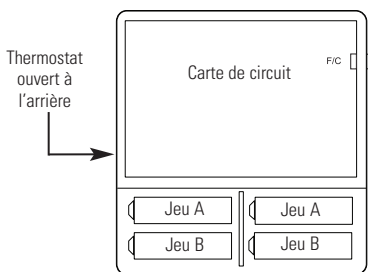 Thermostat
ouvert à
l'arrière
Carte de circuit
F/C
Jeu A
Jeu A
Jeu B
Jeu B